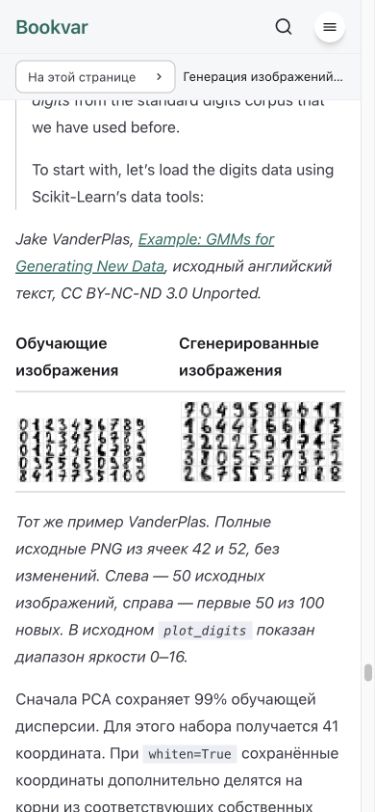 Bookvar
На этой странице
Генерация изображений...
digits from the standard digits corpus that
we have used before.
To start with, let's load the digits data using
Scikit-Learn's data tools:
Jake VanderPlas, Example: GMMs for
Generating New Data, исходный английский
текст, CC BY-NC-ND 3.0 Unported.
Обучающие
изображения
Сгенерированные
изображения
Тот же пример VanderPlas. Полные
исходные PNG из ячеек 42 и 52, без
изменений. Слева — 50 исходных
изображений, справа — первые 50 из 100
новых. В исходном plot_digits показан
диапазон яркости 0–16.
Сначала PCA сохраняет 99% обучающей
дисперсии. Для этого набора получается 41
координата. При whiten=True сохранённые
координаты дополнительно делятся на
корни из соответствующих собственных